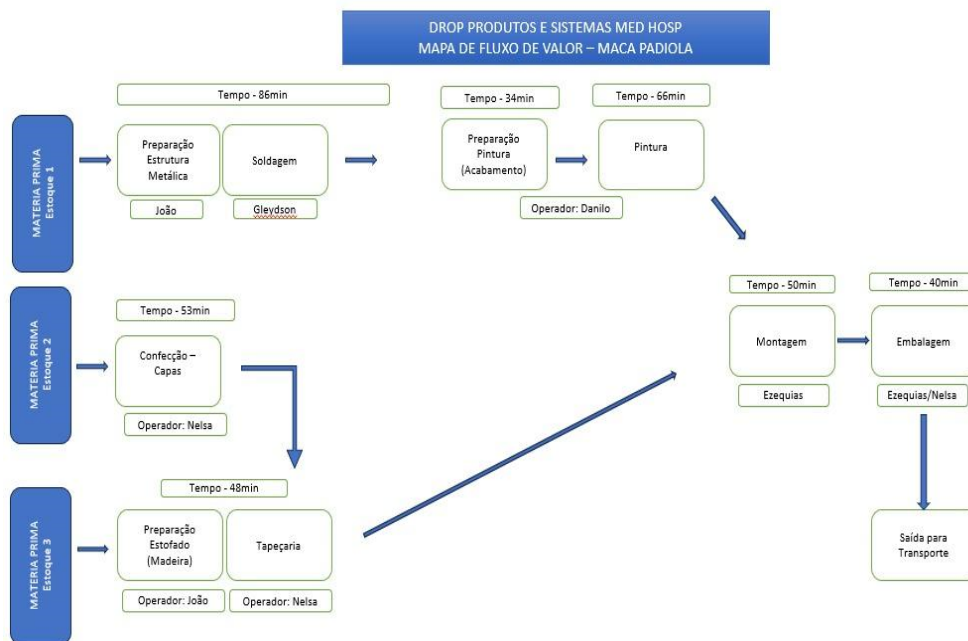 DROP PRODUTOS E SISTEMAS MED HOSP
MAPA DE FLUXO DE VALOR – MACA PADIOLA
Tempo - 86min
Tempo - 34min
Tempo - 66min
MATERIA PRIMA
Estoque 1
Preparação
Estrutura
Metálica
Soldagem
Preparação
Pintura
(Acabamento)
Pintura
João
Gleydson
Operador: Danilo
MATERIA PRIMA
Estoque 2
Tempo - 53min
Confecção –
Capas
Operador: Nelsa
Tempo - 50min
Tempo - 40min
Montagem
Embalagem
Ezequias
Ezequias/Nelsa
MATERIA PRIMA
Estoque 3
Tempo - 48min
Preparação
Estofado
(Madeira)
Tapeçaria
Operador: João
Operador: Nelsa
Saída para
Transporte